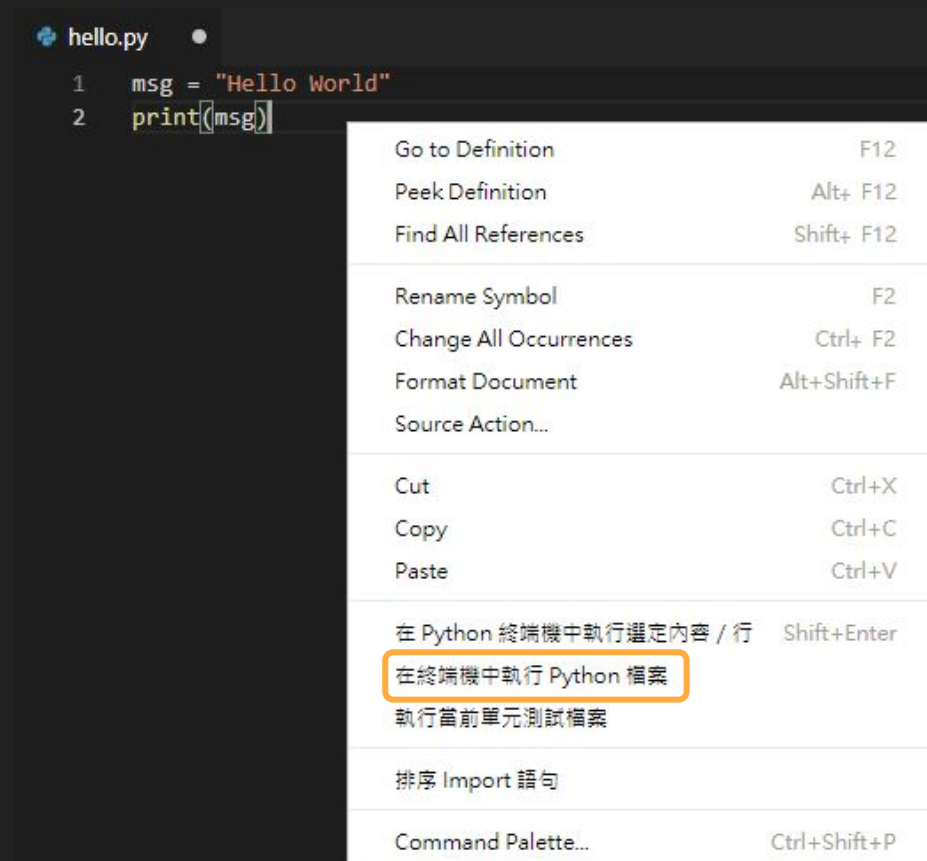 hello.py
1 msg = "Hello World"
2 print(msg)
Go to Definition F12
Peek Definition Alt+ F12
Find All References Shift+ F12
Rename Symbol F2
Change All Occurrences Ctrl+ F2
Format Document Alt+Shift+F
Source Action...
Cut Ctrl+X
Copy Ctrl+C
Paste Ctrl+V
在 Python 終端機中執行選定內容 / 行 Shift+Enter
在終端機中執行 Python 檔案
執行當前單元測試檔案
排序 Import 語句
Command Palette... Ctrl+Shift+P